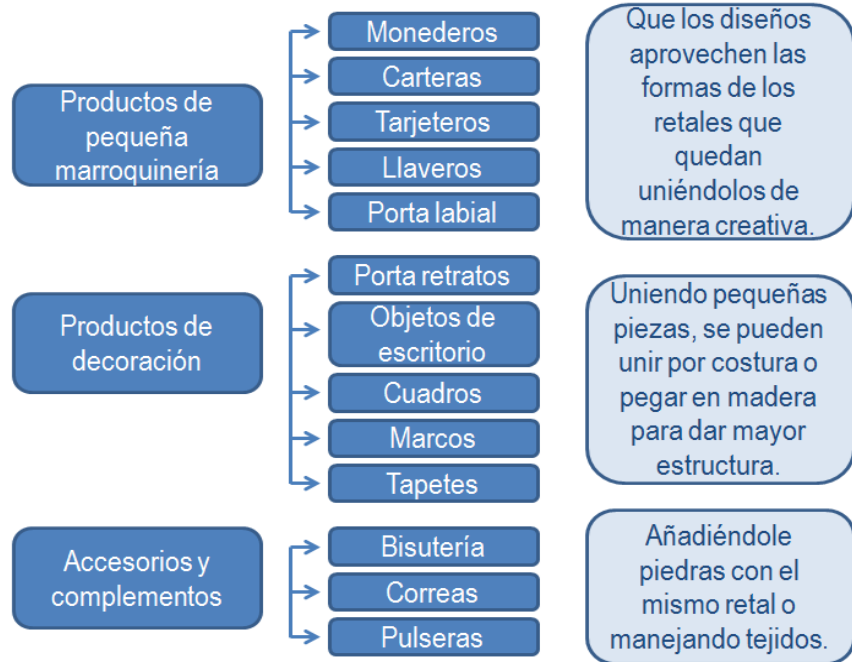 Productos de
pequeña
marroquinería
Monederos
Carteras
Tarjeteros
Llaveros
Porta labial
Que los diseños
aprovechen las
formas de los
retales que
quedan
uniéndolos de
manera creativa.
Productos de
decoración
Porta retratos
Objetos de
escritorio
Cuadros
Marcos
Tapetes
Uniendo pequeñas
piezas, se pueden
unir por costura o
pegar en madera
para dar mayor
estructura.
Accesorios y
complementos
Bisutería
Correas
Pulseras
Añadiéndole
piedras con el
mismo retal o
manejando tejidos.